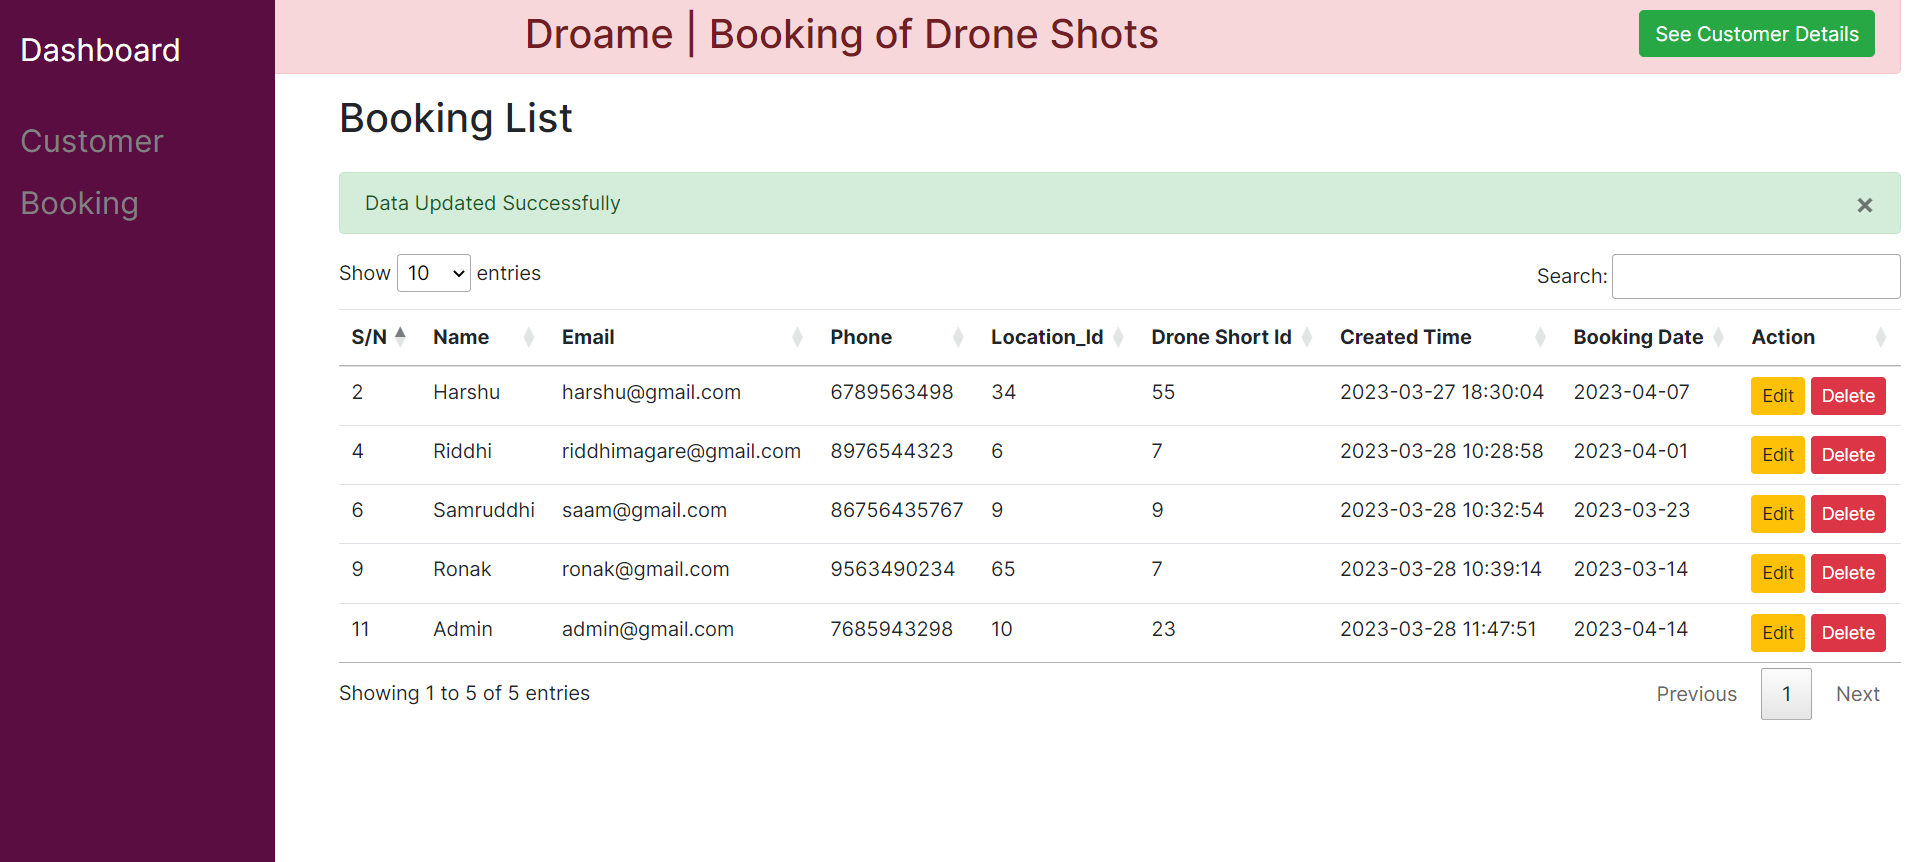 Dashboard
Customer
Booking
Droame | Booking of Drone Shots
See Customer Details
Booking List
Data Updated Successfully ×
Show 10 entries
Search:
S/N Name Email Phone Location_Id Drone Short Id Created Time Booking Date Action
2 Harshu harshu@gmail.com 6789563498 34 55 2023-03-27 18:30:04 2023-04-07 Edit Delete
4 Riddhi riddhimagare@gmail.com 8976544323 6 7 2023-03-28 10:28:58 2023-04-01 Edit Delete
6 Samruddhi saam@gmail.com 86756435767 9 9 2023-03-28 10:32:54 2023-03-23 Edit Delete
9 Ronak ronak@gmail.com 9563490234 65 7 2023-03-28 10:39:14 2023-03-14 Edit Delete
11 Admin admin@gmail.com 7685943298 10 23 2023-03-28 11:47:51 2023-04-14 Edit Delete
Showing 1 to 5 of 5 entries
Previous 1 Next